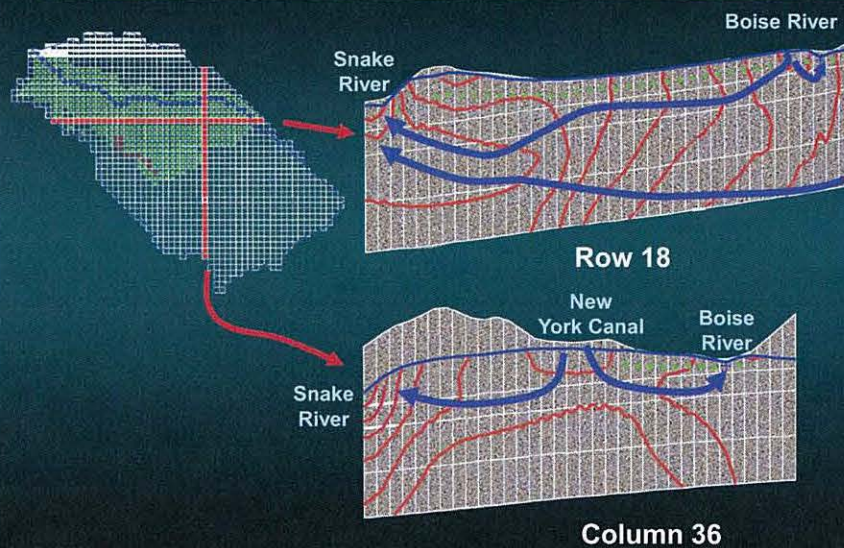 Boise River
Snake
River
Row 18
New
York Canal
Boise
River
Snake
River
Column 36